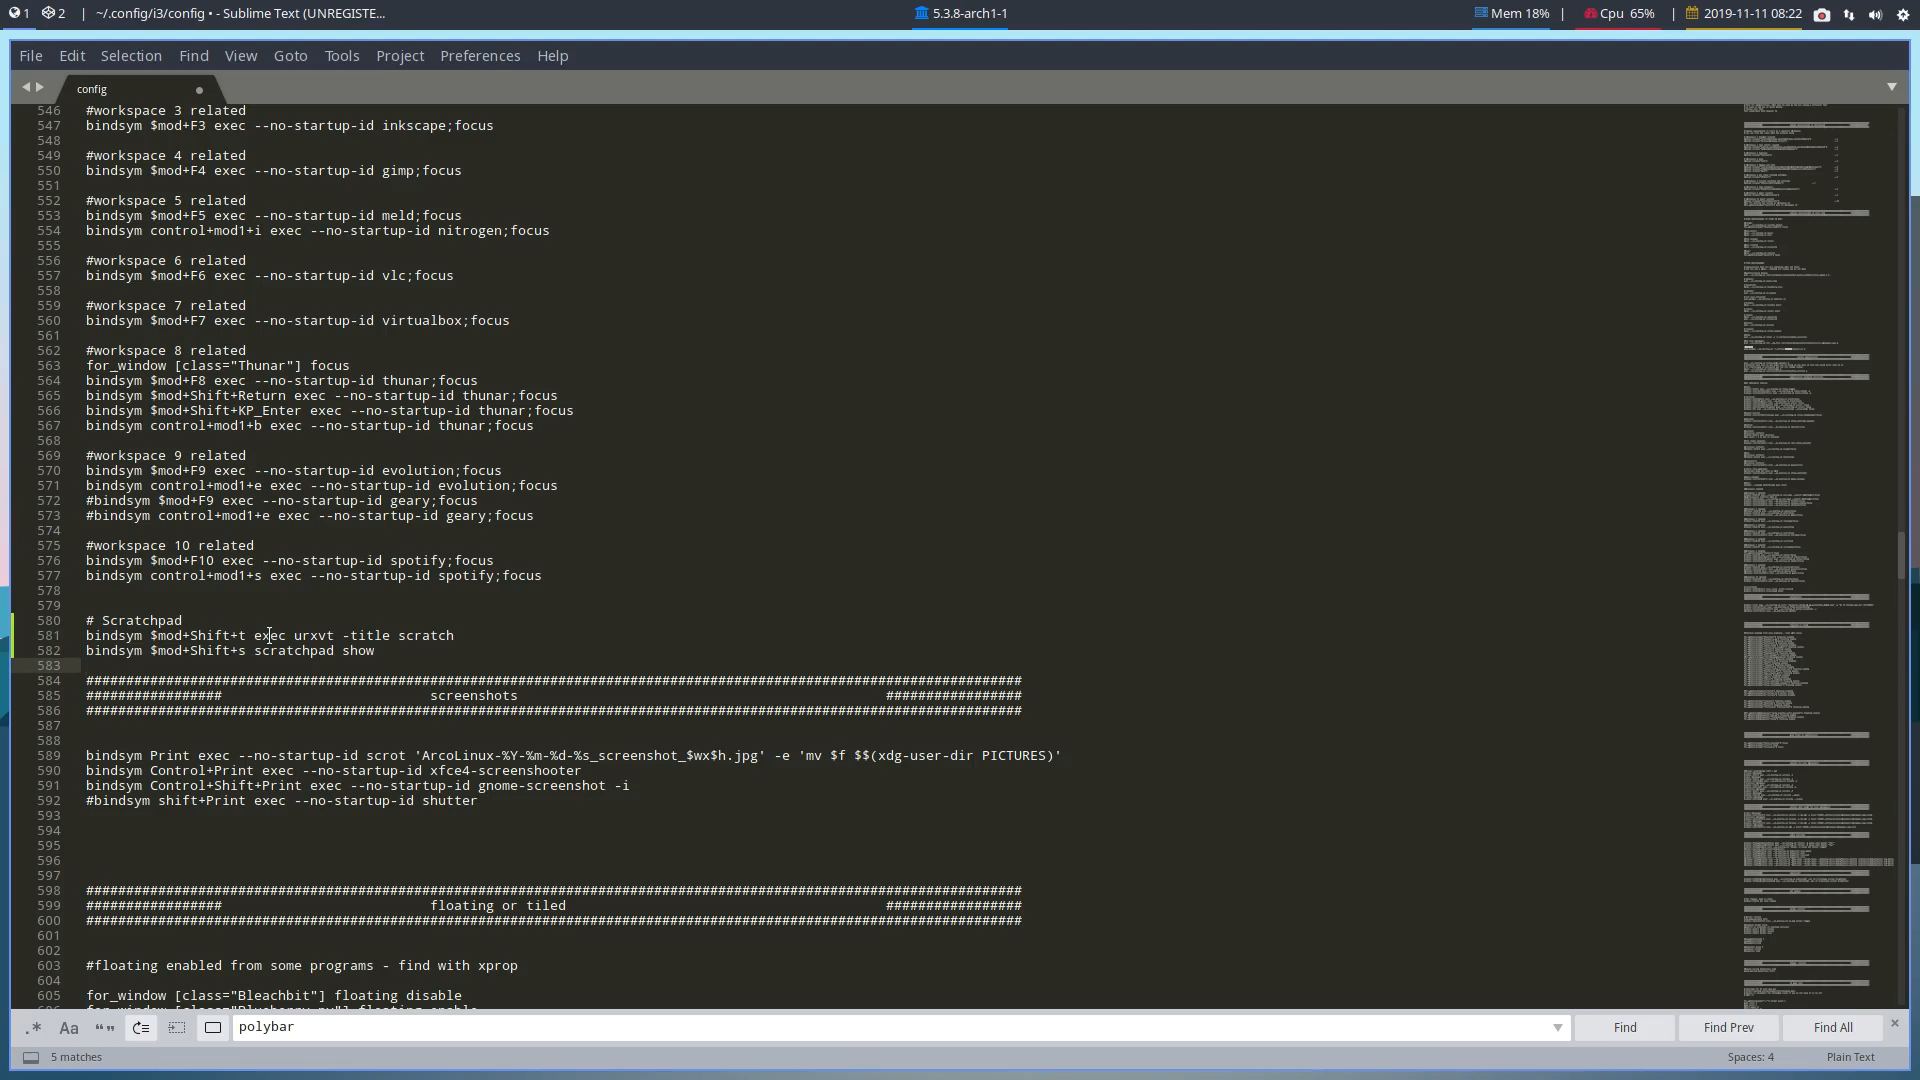 1 2 | ~/.config/i3/config • - Sublime Text (UNREGISTE... 5.3.8-arch1-1 Mem 18% | Cpu 65% | 2019-11-11 08:22
File Edit Selection Find View Goto Tools Project Preferences Help
config
546 #workspace 3 related
547 bindsym $mod+F3 exec --no-startup-id inkscape;focus
548
549 #workspace 4 related
550 bindsym $mod+F4 exec --no-startup-id gimp;focus
551
552 #workspace 5 related
553 bindsym $mod+F5 exec --no-startup-id meld;focus
554 bindsym control+mod1+i exec --no-startup-id nitrogen;focus
555
556 #workspace 6 related
557 bindsym $mod+F6 exec --no-startup-id vlc;focus
558
559 #workspace 7 related
560 bindsym $mod+F7 exec --no-startup-id virtualbox;focus
561
562 #workspace 8 related
563 for_window [class="Thunar"] focus
564 bindsym $mod+F8 exec --no-startup-id thunar;focus
565 bindsym $mod+Shift+Return exec --no-startup-id thunar;focus
566 bindsym $mod+Shift+KP_Enter exec --no-startup-id thunar;focus
567 bindsym control+mod1+b exec --no-startup-id thunar;focus
568
569 #workspace 9 related
570 bindsym $mod+F9 exec --no-startup-id evolution;focus
571 bindsym control+mod1+e exec --no-startup-id evolution;focus
572 #bindsym $mod+F9 exec --no-startup-id geary;focus
573 #bindsym control+mod1+e exec --no-startup-id geary;focus
574
575 #workspace 10 related
576 bindsym $mod+F10 exec --no-startup-id spotify;focus
577 bindsym control+mod1+s exec --no-startup-id spotify;focus
578
579
580 # Scratchpad
581 bindsym $mod+Shift+t exec urxvt -title scratch
582 bindsym $mod+Shift+s scratchpad show
583
584 #####################################################################################################################
585 ################# screenshots #################
586 #####################################################################################################################
587
588
589 bindsym Print exec --no-startup-id scrot 'ArcoLinux-%Y-%m-%d-%s_screenshot_$wx$h.jpg' -e 'mv $f $$(xdg-user-dir PICTURES)'
590 bindsym Control+Print exec --no-startup-id xfce4-screenshooter
591 bindsym Control+Shift+Print exec --no-startup-id gnome-screenshot -i
592 #bindsym shift+Print exec --no-startup-id shutter
593
594
595
596
597
598 #####################################################################################################################
599 ################# floating or tiled #################
600 #####################################################################################################################
601
602
603 #floating enabled from some programs - find with xprop
604
605 for_window [class="Bleachbit"] floating disable
polybar Find Find Prev Find All
5 matches Spaces: 4 Plain Text